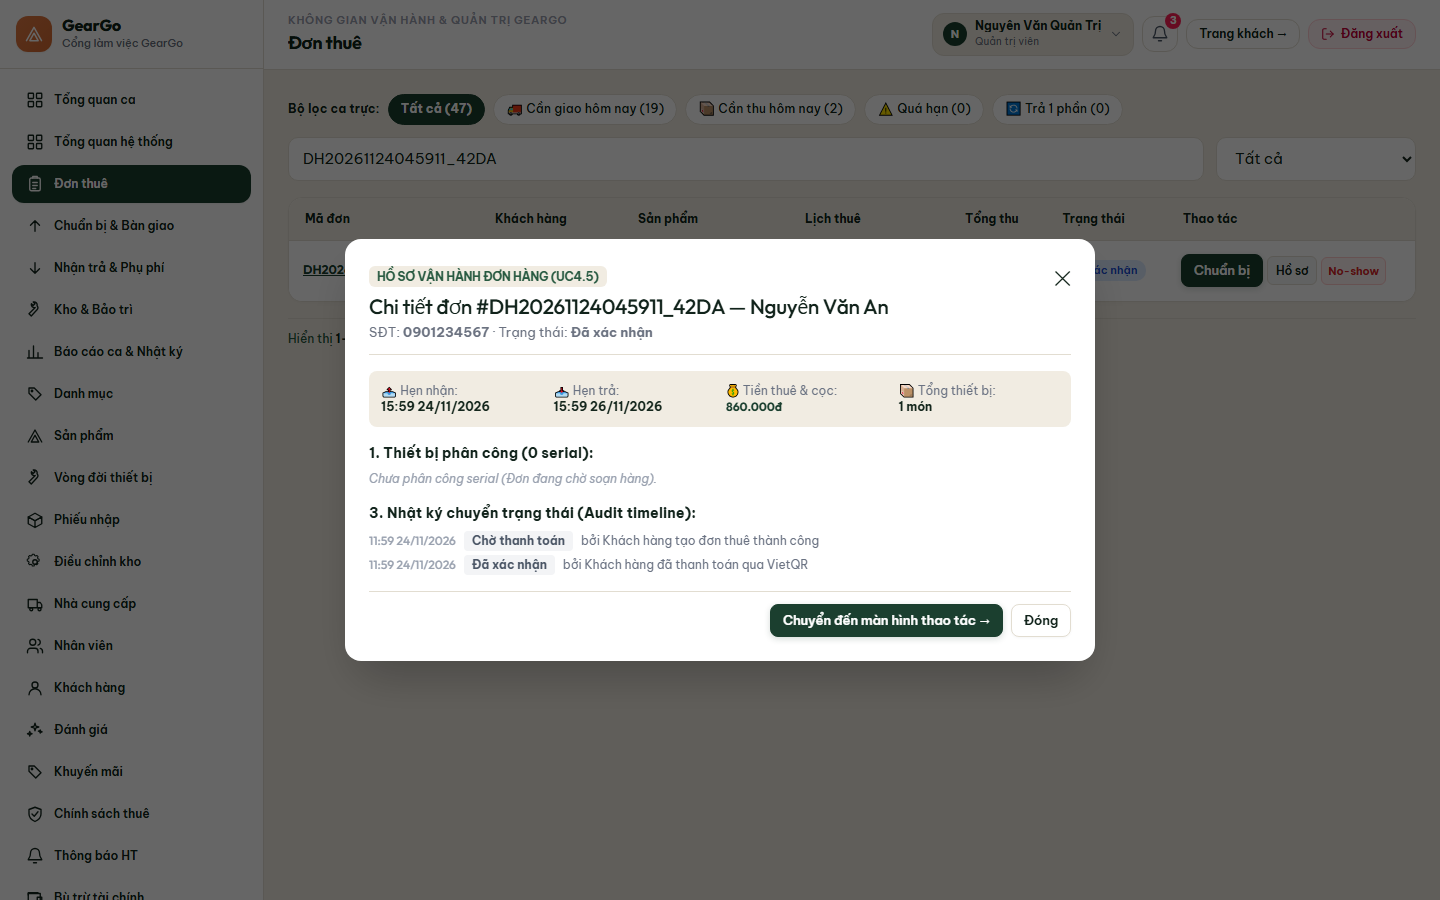 GearGo
Cổng làm việc GearGo
Tổng quan ca
Tổng quan hệ thống
Đơn thuê
Chuẩn bị & Bàn giao
Nhận trả & Phụ phí
Kho & Bảo trì
Báo cáo ca & Nhật ký
Danh mục
Sản phẩm
Vòng đời thiết bị
Phiếu nhập
Điều chỉnh kho
Nhà cung cấp
Nhân viên
Khách hàng
Đánh giá
Khuyến mãi
Chính sách thuê
Thông báo HT
Bù trừ tài chính
KHÔNG GIAN VẬN HÀNH & QUẢN TRỊ GEARGO
Đơn thuê
N
Nguyễn Văn Quản Trị
Quản trị viên
3
Trang khách →
Đăng xuất
Bộ lọc ca trực: Tất cả (47) Cần giao hôm nay (19) Cần thu hôm nay (2) Quá hạn (0) Trả 1 phần (0)
DH20261124045911_42DA Tất cả
Mã đơn Khách hàng Sản phẩm Lịch thuê Tổng thu Trạng thái Thao tác
DH202 ác nhận Chuẩn bị Hồ sơ No-show
Hiển thị 1-
HỒ SƠ VẬN HÀNH ĐƠN HÀNG (UC4.5)
Chi tiết đơn #DH20261124045911_42DA — Nguyễn Văn An
SĐT: 0901234567 · Trạng thái: Đã xác nhận
Hẹn nhận: Hẹn trả: Tiền thuê & cọc: Tổng thiết bị:
15:59 24/11/2026 15:59 26/11/2026 860.000đ 1 món
1. Thiết bị phân công (0 serial):
Chưa phân công serial (Đơn đang chờ soạn hàng).
3. Nhật ký chuyển trạng thái (Audit timeline):
11:59 24/11/2026 Chờ thanh toán bởi Khách hàng tạo đơn thuê thành công
11:59 24/11/2026 Đã xác nhận bởi Khách hàng đã thanh toán qua VietQR
Chuyển đến màn hình thao tác → Đóng